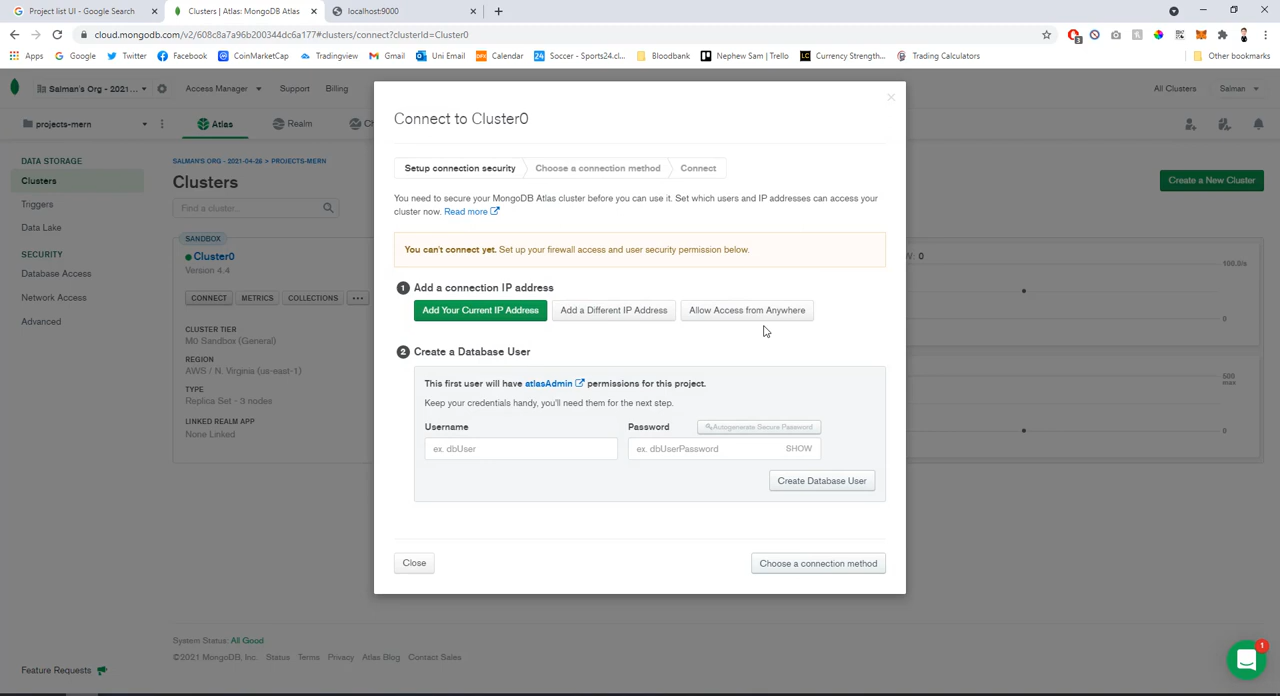 Project list UI - Google Search
Clusters | Atlas: MongoDB Atlas
localhost:9000
cloud.mongodb.com/v2/608c8a7a96b200344dc6a177#clusters/connect?clusterId=Cluster0
3
Apps
Google
Twitter
Facebook
CoinMarketCap
Tradingview
Gmail
Uni Email
Calendar
Soccer - Sports24.cl...
Bloodbank
Nephew Sam | Trello
Currency Strength...
Trading Calculators
Other bookmarks
Salman's Org - 2021...
Access Manager
Support
Billing
All Clusters
Salman
projects-mern
Atlas
Realm
Ch
DATA STORAGE
Clusters
Triggers
Data Lake
SECURITY
Database Access
Network Access
Advanced
SALMAN'S ORG - 2021-04-26 > PROJECTS-MERN
Clusters
Find a cluster...
Create a New Cluster
SANDBOX
Cluster0
Version 4.4
CONNECT
METRICS
COLLECTIONS
...
CLUSTER TIER
M0 Sandbox (General)
REGION
AWS / N. Virginia (us-east-1)
TYPE
Replica Set - 3 nodes
LINKED REALM APP
None Linked
Connect to Cluster0
Setup connection security
Choose a connection method
Connect
You need to secure your MongoDB Atlas cluster before you can use it. Set which users and IP addresses can access your
cluster now. Read more
You can't connect yet. Set up your firewall access and user security permission below.
1 Add a connection IP address
Add Your Current IP Address
Add a Different IP Address
Allow Access from Anywhere
2 Create a Database User
This first user will have atlasAdmin permissions for this project.
Keep your credentials handy, you'll need them for the next step.
Username
Password
Autogenerate Secure Password
ex. dbUser
ex. dbUserPassword
SHOW
Create Database User
Close
Choose a connection method
0
100.0/s
0
500
max
0
System Status: All Good
©2021 MongoDB, Inc.
Status
Terms
Privacy
Atlas Blog
Contact Sales
Feature Requests
1